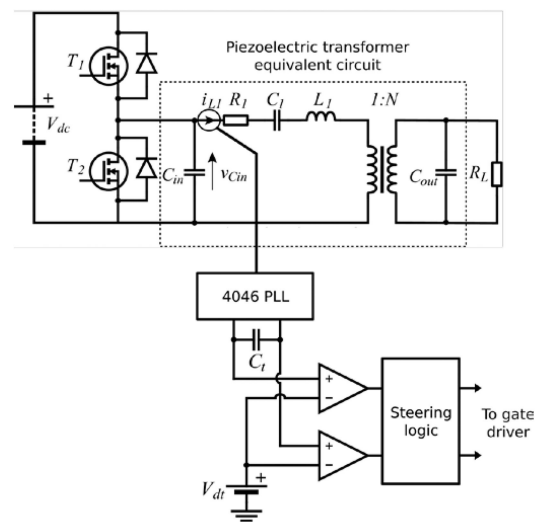 Piezoelectric transformer
equivalent circuit
T1
iL1 R1 C1 L1 1:N
+
Vdc
T2
Cin
vCin
Cout RL
4046 PLL
Ct
+
−
+
−
Steering
logic
To gate
driver
Vdt
+